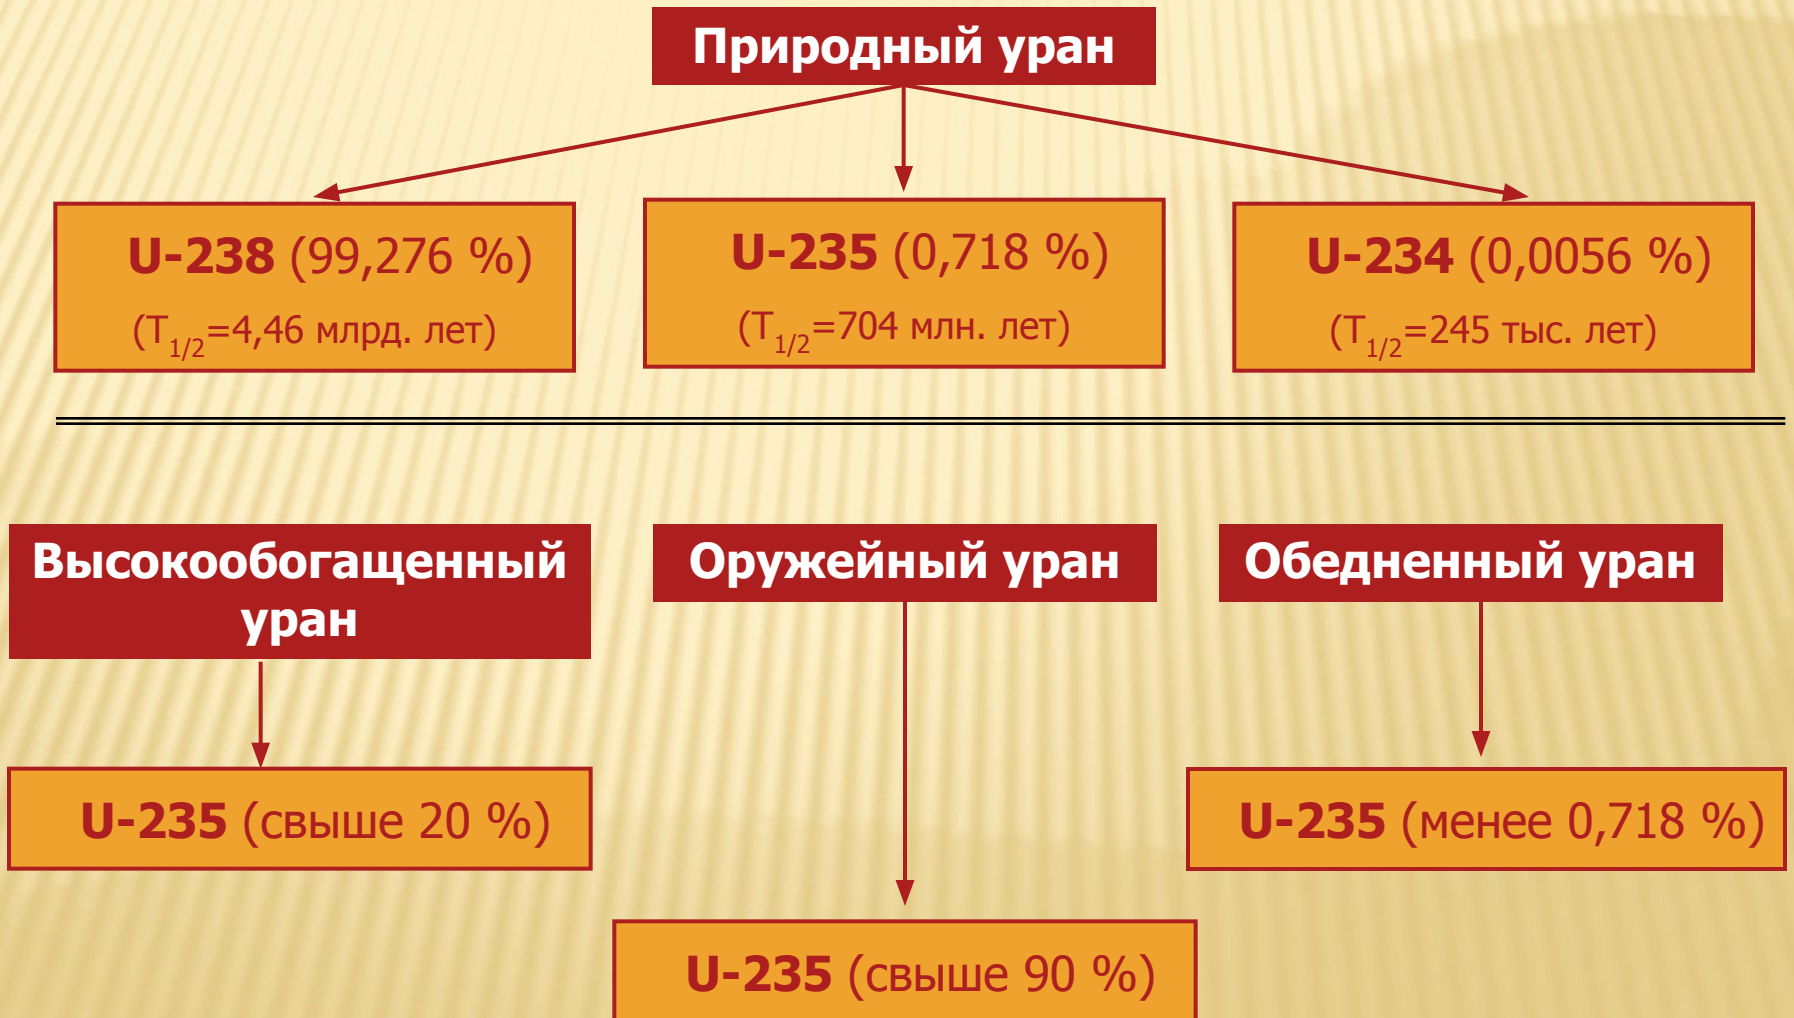 Природный уран
U-238 (99,276 %)
(T1/2=4,46 млрд. лет)
U-235 (0,718 %)
(T1/2=704 млн. лет)
U-234 (0,0056 %)
(T1/2=245 тыс. лет)
Высокообогащенный
уран
Оружейный уран
Обедненный уран
U-235 (свыше 20 %)
U-235 (менее 0,718 %)
U-235 (свыше 90 %)